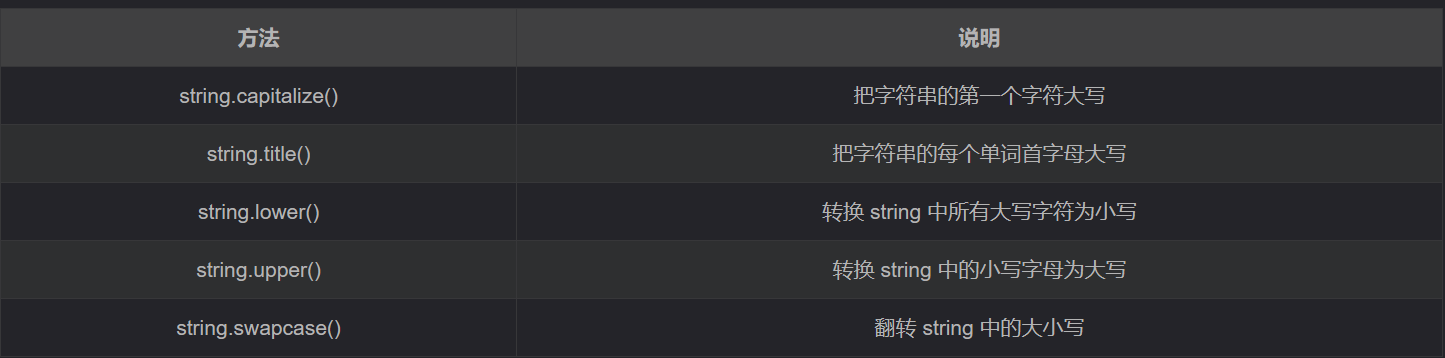 方法 说明
string.capitalize() 把字符串的第一个字符大写
string.title() 把字符串的每个单词首字母大写
string.lower() 转换 string 中所有大写字符为小写
string.upper() 转换 string 中的小写字母为大写
string.swapcase() 翻转 string 中的大小写